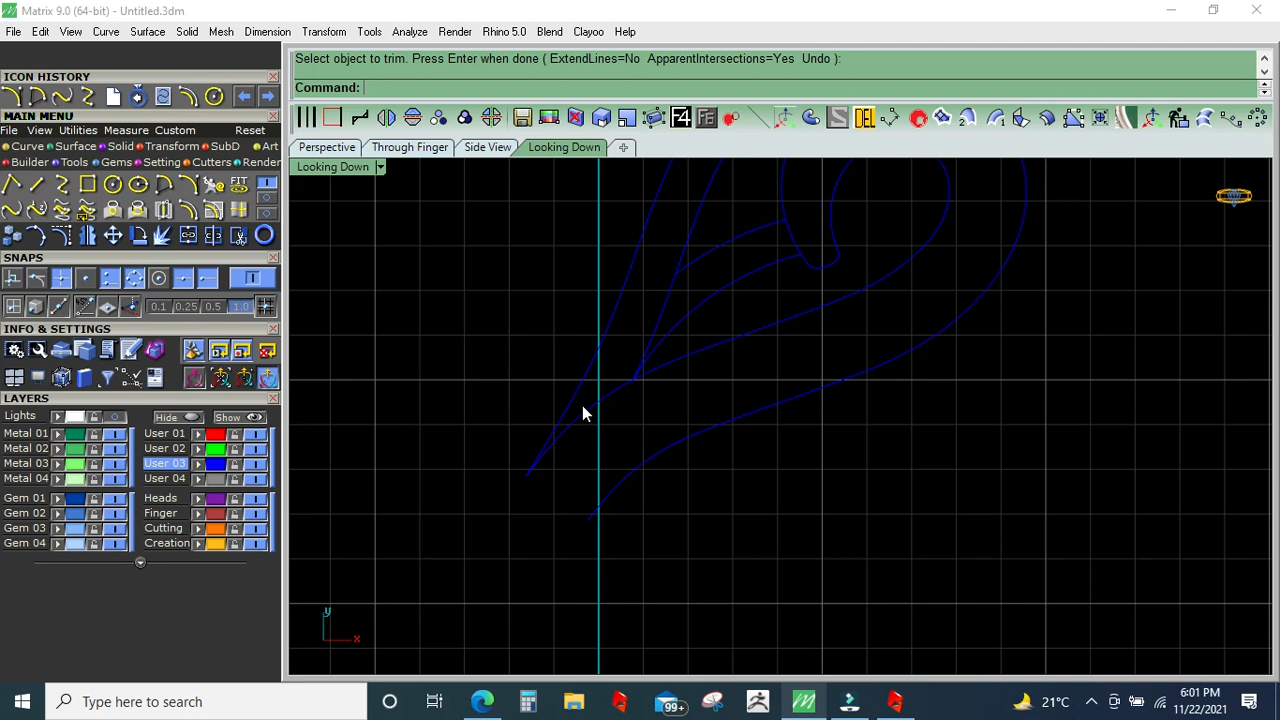 Matrix 9.0 (64-bit) - Untitled.3dm
File Edit View Curve Surface Solid Mesh Dimension Transform Tools Analyze Render Rhino 5.0 Blend Clayoo Help
ICON HISTORY
MAIN MENU
File View Utilities Measure Custom Reset
Curve Surface Solid Transform SubD Art
Builder Tools Gems Setting Cutters Render
FIT
SNAPS
0.1 0.25 0.5 1.0
INFO & SETTINGS
LAYERS
Lights Hide Show
Metal 01 User 01
Metal 02 User 02
Metal 03 User 03
Metal 04 User 04
Gem 01 Heads
Gem 02 Finger
Gem 03 Cutting
Gem 04 Creation
Select object to trim. Press Enter when done ( ExtendLines=No ApparentIntersections=Yes Undo ):
Command:
F4 F6 DEL
Perspective Through Finger Side View Looking Down
Looking Down
y
x
Type here to search
99+
21°C
6:01 PM
11/22/2021